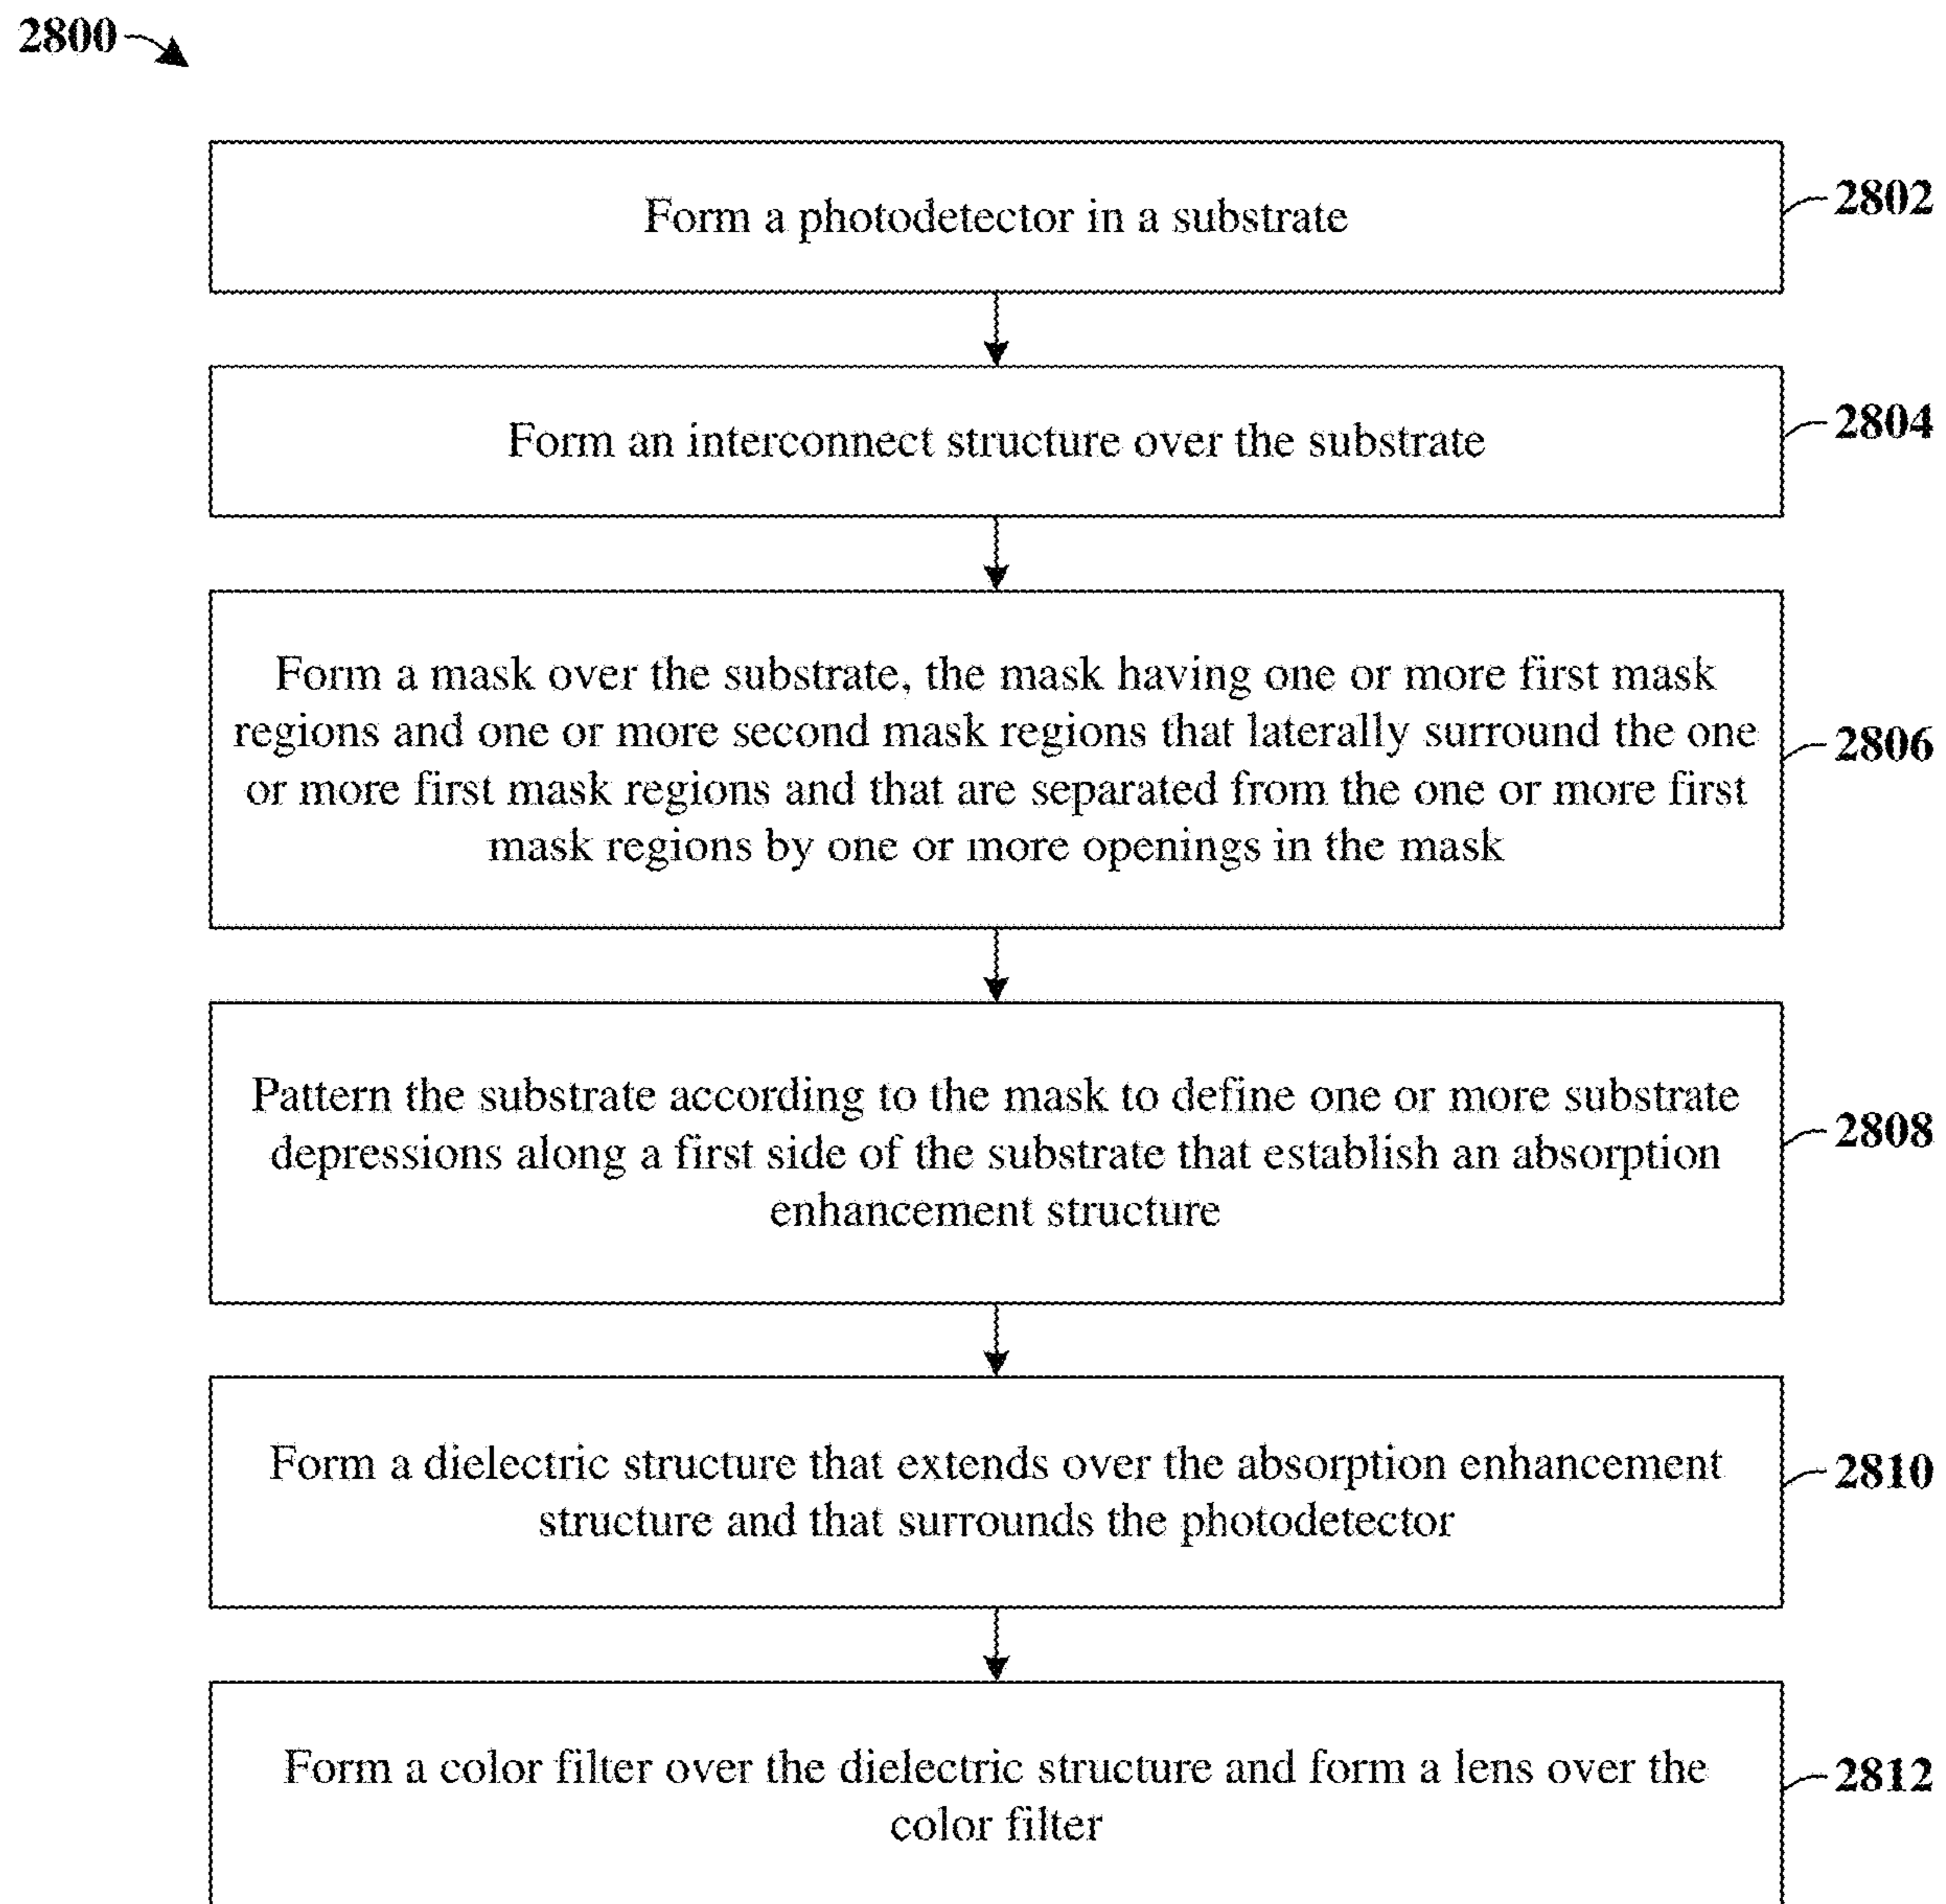 2800
Form a photodetector in a substrate
2802
Form an interconnect structure over the substrate
2804
Form a mask over the substrate, the mask having one or more first mask
regions and one or more second mask regions that laterally surround the one
or more first mask regions and that are separated from the one or more first
mask regions by one or more openings in the mask
2806
Pattern the substrate according to the mask to define one or more substrate
depressions along a first side of the substrate that establish an absorption
enhancement structure
2808
Form a dielectric structure that extends over the absorption enhancement
structure and that surrounds the photodetector
2810
Form a color filter over the dielectric structure and form a lens over the
color filter
2812